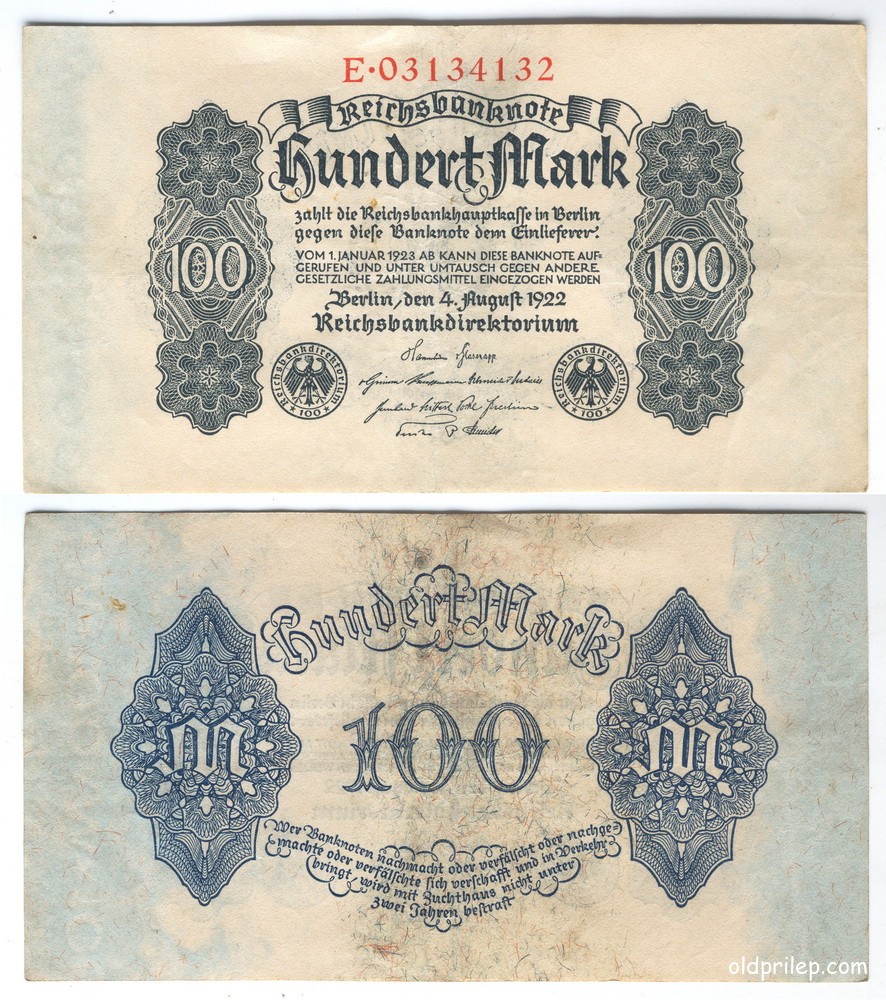 E·03134132
Reichsbanknote
Hundert Mark
zahlt die Reichsbankhauptkasse in Berlin
gegen diese Banknote dem Einlieferer.
100
100
VOM 1. JANUAR 1923 AB KANN DIESE BANKNOTE AUF-
GERUFEN UND UNTER UMTAUSCH GEGEN ANDERE
GESETZLICHE ZAHLUNGSMITTEL EINGEZOGEN WERDEN
Berlin, den 4. August 1922
Reichsbankdirektorium
Reichsbankdirektorium
100
Reichsbankdirektorium
100
Hundert Mark
M
100
M
Wer Banknoten nachmacht oder verfälscht oder nachge-
machte oder verfälschte sich verschafft und in Verkehr
bringt, wird mit Zuchthaus nicht unter
zwei Jahren bestraft
oldprilep.com